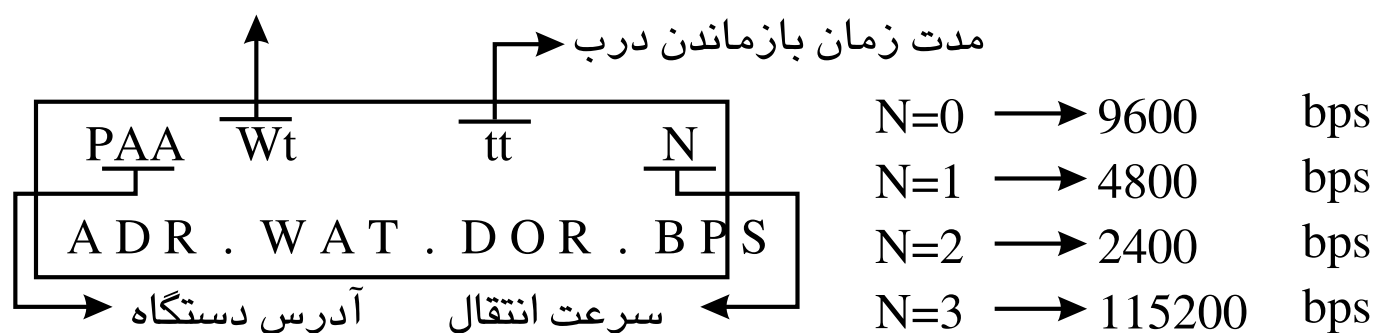 مدت زمان بازماندن درب
PAA Wt tt N
ADR . WAT . DOR . BPS
آدرس دستگاه
سرعت انتقال
N=0 9600 bps
N=1 4800 bps
N=2 2400 bps
N=3 115200 bps